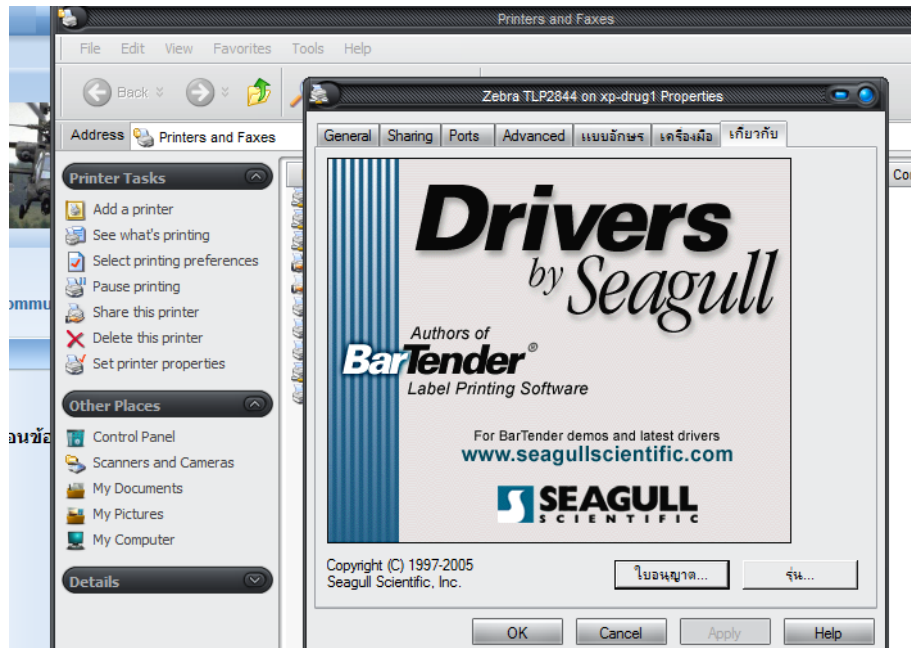 Printers and Faxes
File Edit View Favorites Tools Help
Back
Address Printers and Faxes
Zebra TLP2844 on xp-drug1 Properties
General Sharing Ports Advanced แบบอักษร เครื่องมือ เกี่ยวกับ
Printer Tasks
Add a printer
See what's printing
Select printing preferences
Pause printing
Share this printer
Delete this printer
Set printer properties
Other Places
Control Panel
Scanners and Cameras
My Documents
My Pictures
My Computer
Details
Drivers
by Seagull
Authors of
BarTender®
Label Printing Software
For BarTender demos and latest drivers
www.seagullscientific.com
SEAGULL
SCIENTIFIC
Copyright (C) 1997-2005
Seagull Scientific, Inc.
ใบอนุญาต... รุ่น...
OK Cancel Apply Help